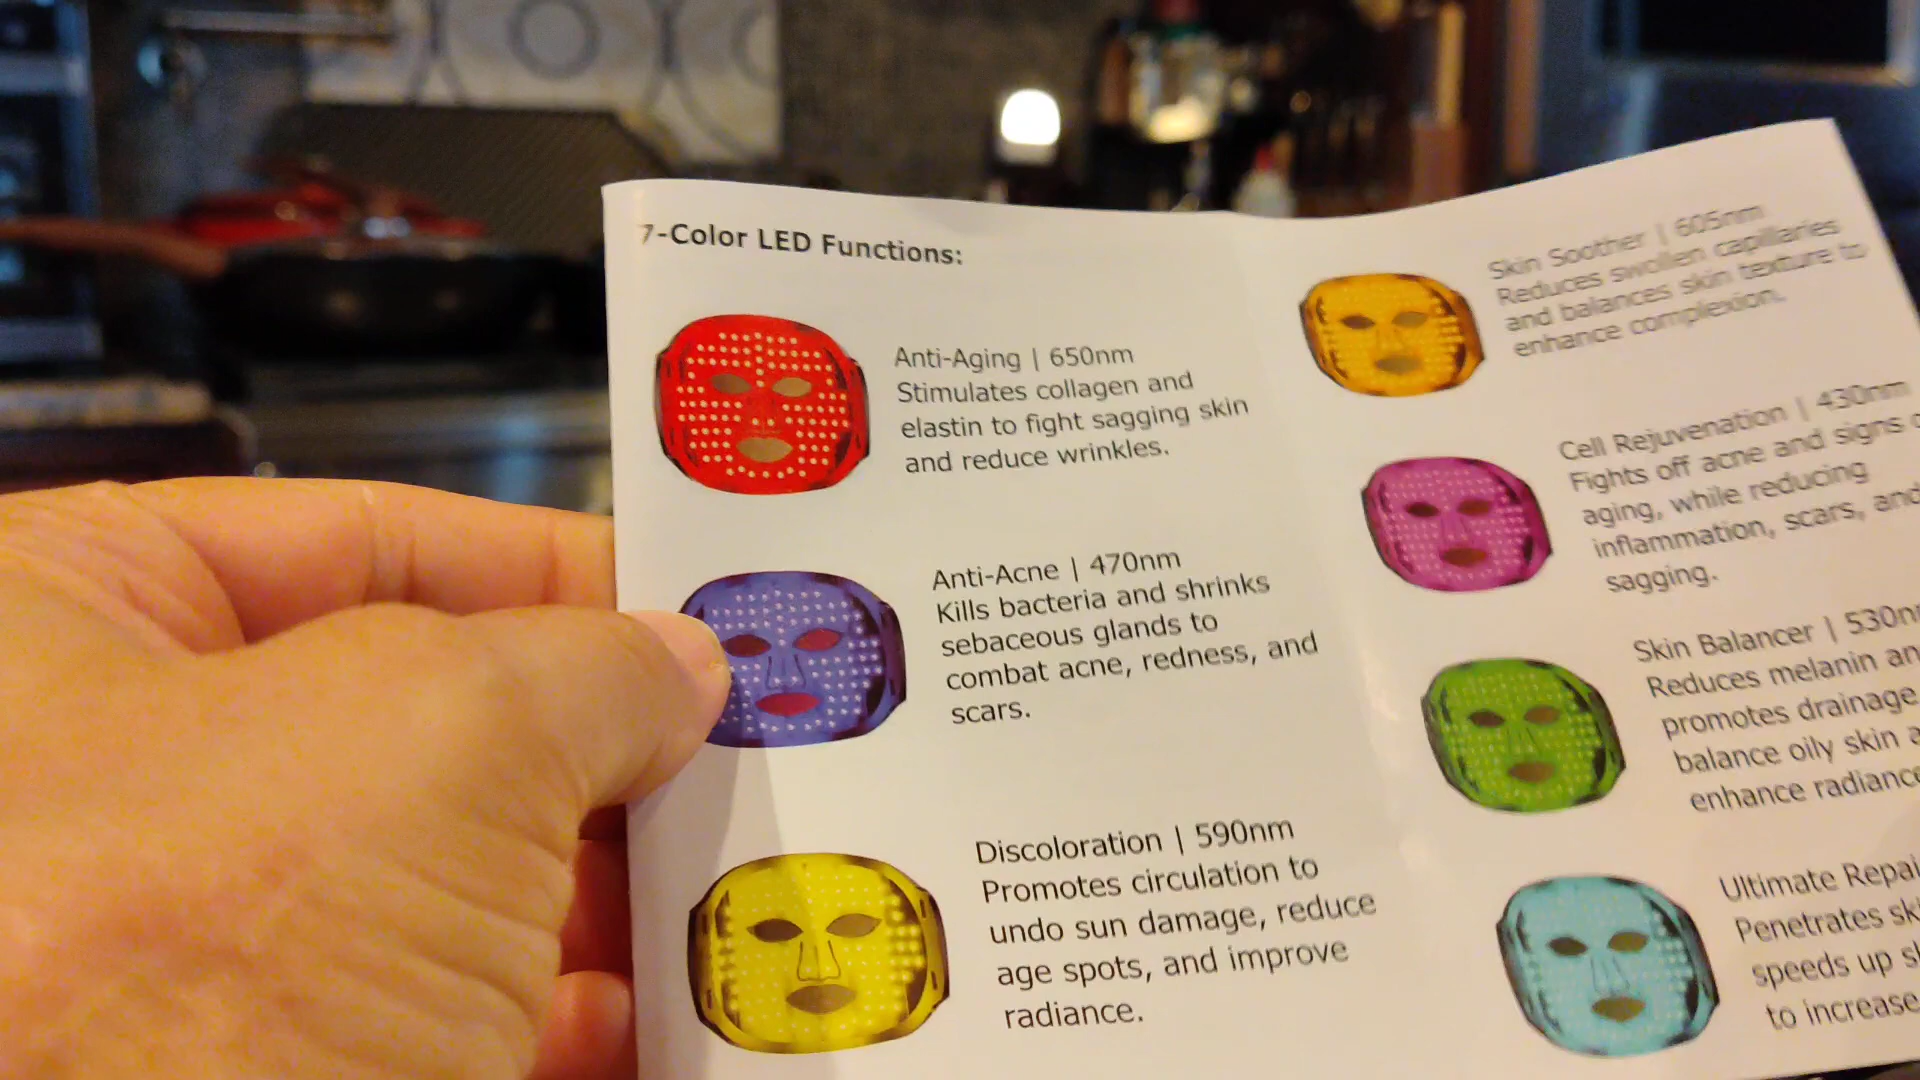 7-Color LED Functions:
Anti-Aging | 650nm
Stimulates collagen and
elastin to fight sagging skin
and reduce wrinkles.
Anti-Acne | 470nm
Kills bacteria and shrinks
sebaceous glands to
combat acne, redness, and
scars.
Discoloration | 590nm
Promotes circulation to
undo sun damage, reduce
age spots, and improve
radiance.
Skin Soother | 605nm
Reduces swollen capillaries
and balances skin texture to
enhance complexion.
Cell Rejuvenation | 430nm
Fights off acne and signs
aging, while reducing
inflammation, scars, and
sagging.
Skin Balancer | 530nm
Reduces melanin
promotes drainage
balance oily skin
enhance radiance
Ultimate
Penetrates
speeds up
to increase